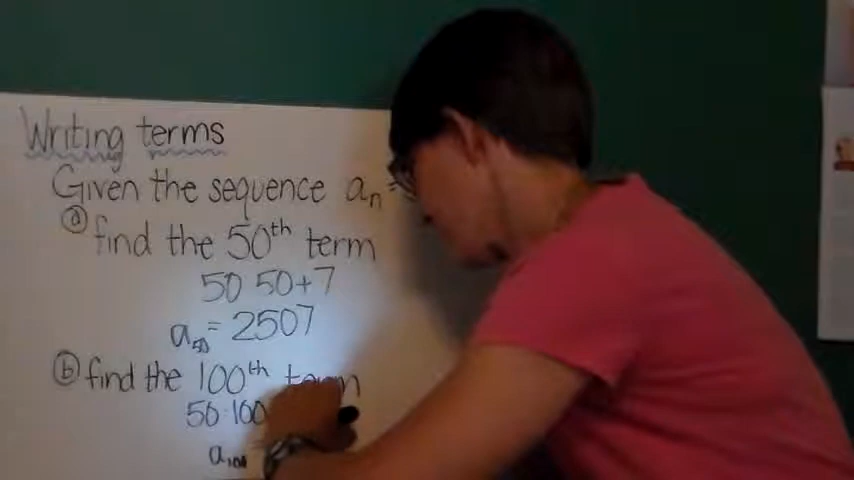 Writing terms
Given the sequence aₙ =
ⓐ find the 50th term
50 50+7
a₅₀ = 2507
ⓑ find the 100th term
50·100
a₁₀₀